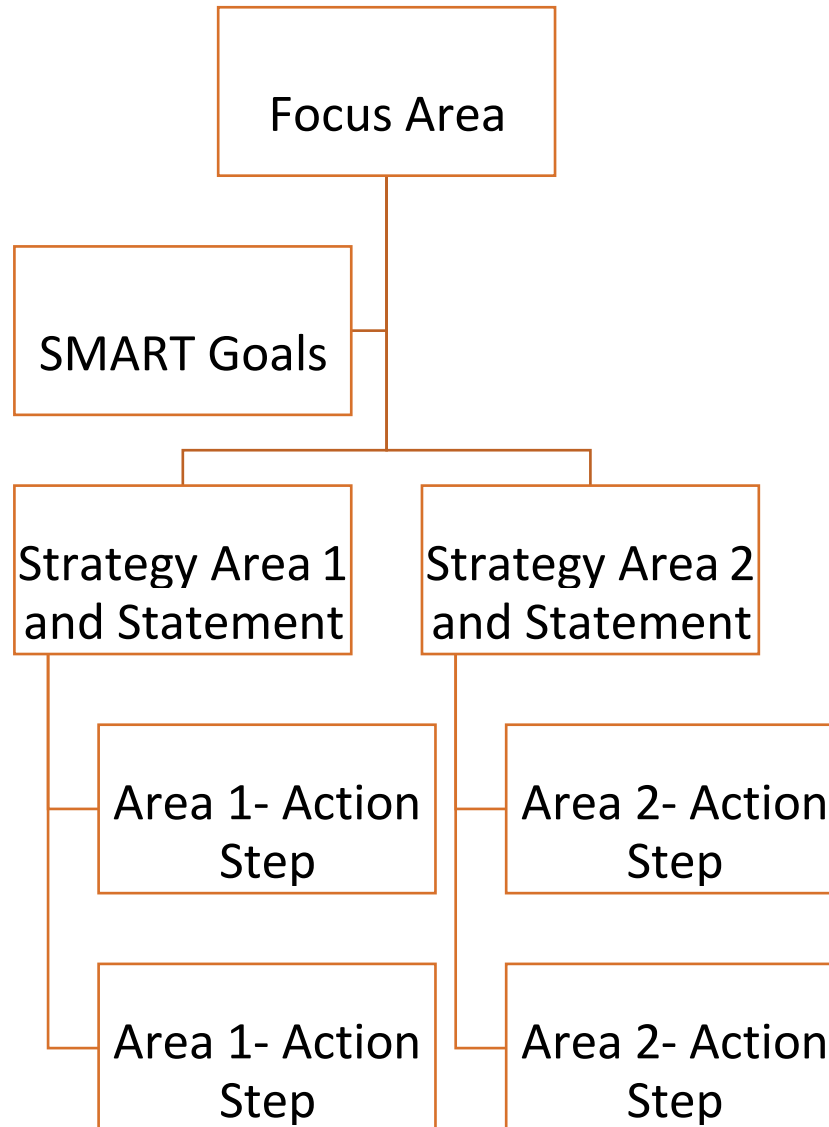 Focus Area
SMART Goals
Strategy Area 1
and Statement
Strategy Area 2
and Statement
Area 1- Action
Step
Area 2- Action
Step
Area 1- Action
Step
Area 2- Action
Step